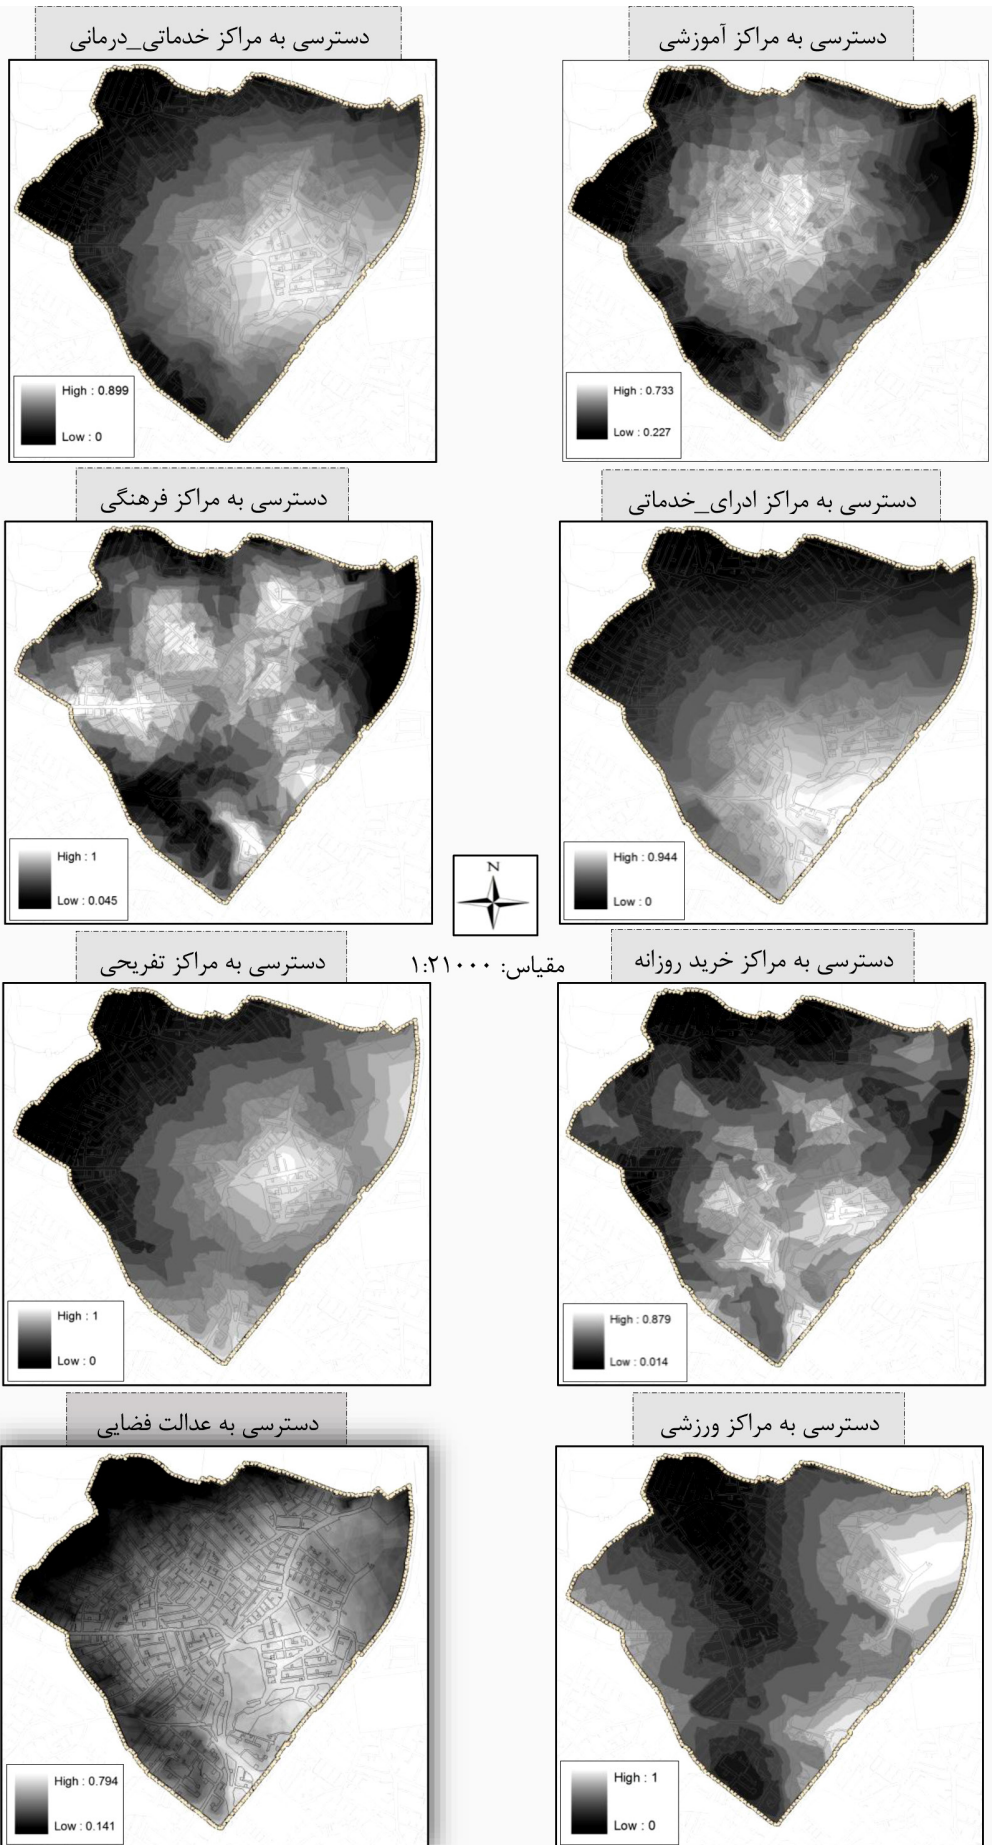 دسترسی به مراکز آموزشی
High : 0.733
Low : 0.227
دسترسی به مراکز خدماتی_درمانی
High : 0.899
Low : 0
دسترسی به مراکز ادرای_خدماتی
High : 0.944
Low : 0
دسترسی به مراکز فرهنگی
High : 1
Low : 0.045
N
مقیاس: ۱:۲۱۰۰۰
دسترسی به مراکز خرید روزانه
High : 0.879
Low : 0.014
دسترسی به مراکز تفریحی
High : 1
Low : 0
دسترسی به مراکز ورزشی
High : 1
Low : 0
دسترسی به عدالت فضایی
High : 0.794
Low : 0.141